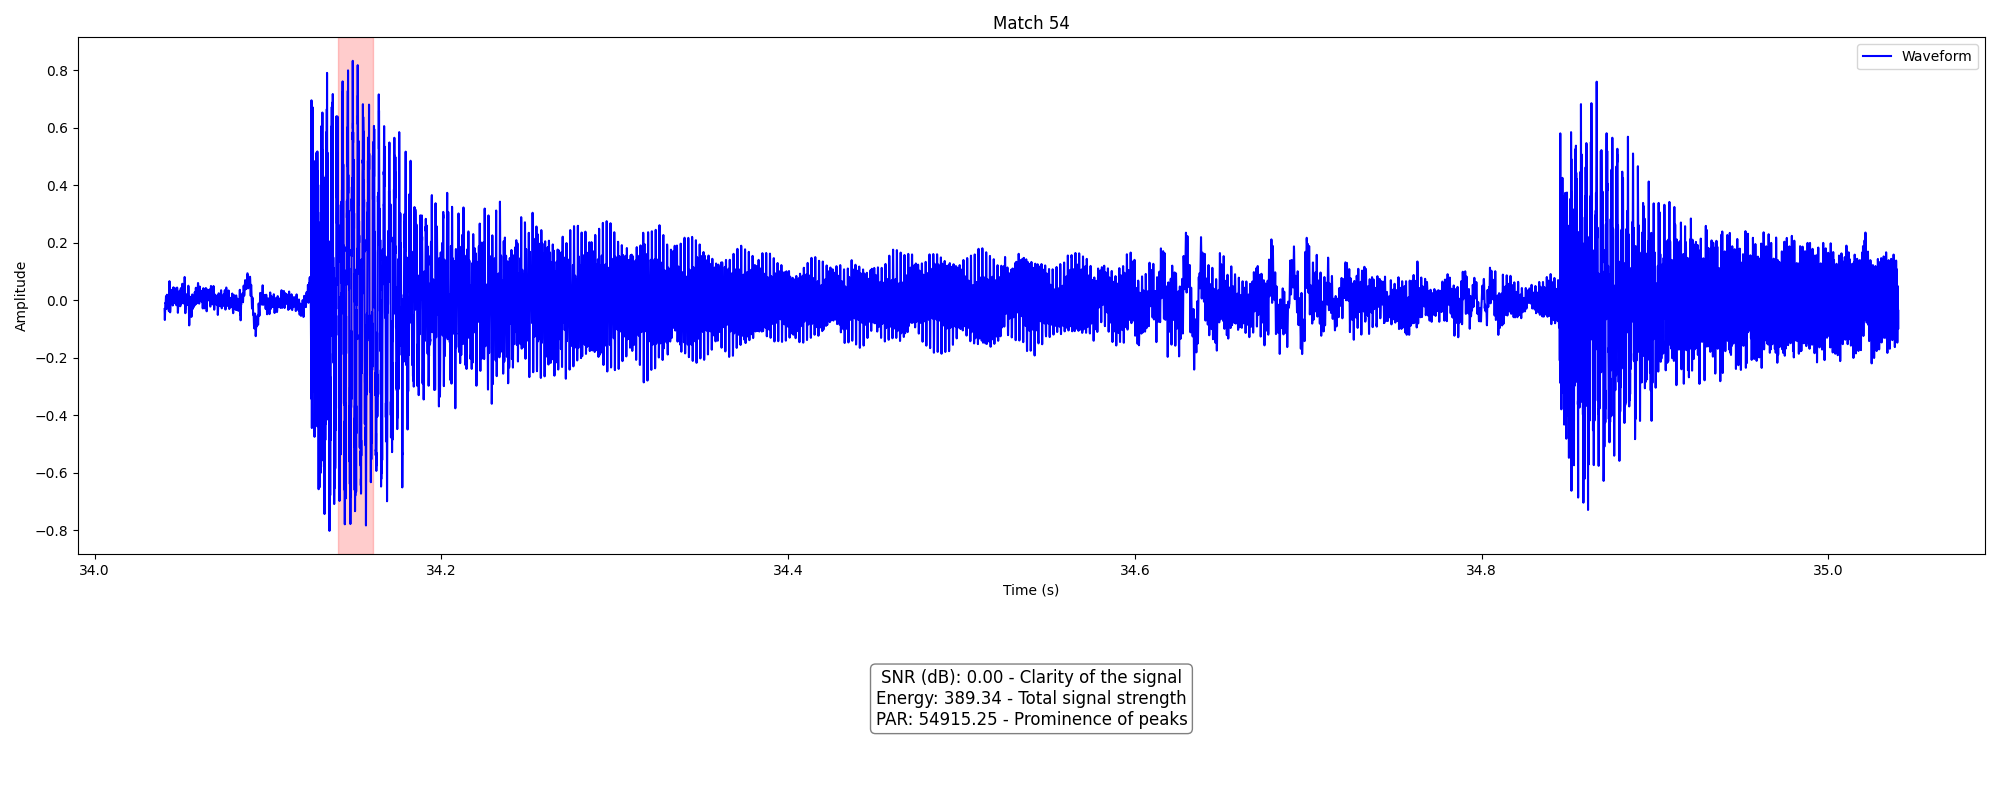 Match 54
Waveform
0.8
0.6
0.4
0.2
0.0
−0.2
−0.4
−0.6
−0.8
Amplitude
34.0 34.2 34.4 34.6 34.8 35.0
Time (s)
SNR (dB): 0.00 - Clarity of the signal
Energy: 389.34 - Total signal strength
PAR: 54915.25 - Prominence of peaks